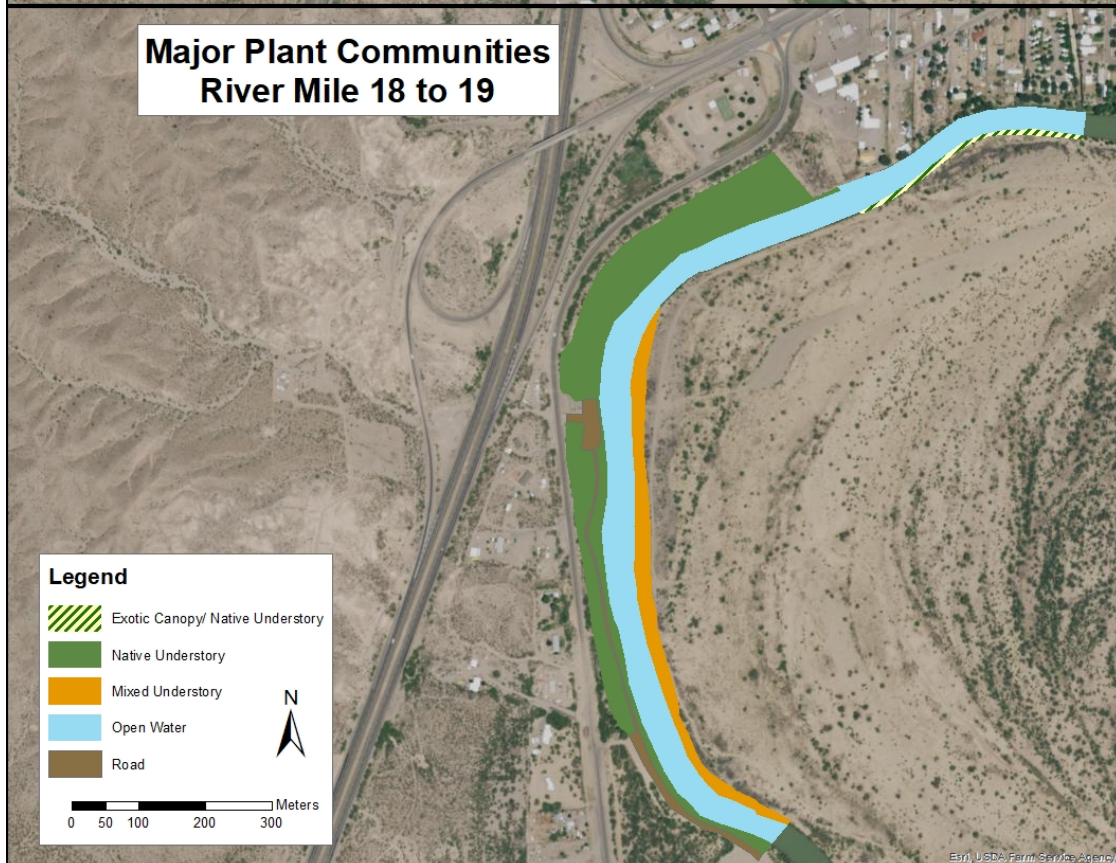 Major Plant Communities
River Mile 18 to 19
Legend
Exotic Canopy/ Native Understory
Native Understory
Mixed Understory
Open Water
Road
N
Meters
0 50 100 200 300
Esri, USDA Farm Service Agency